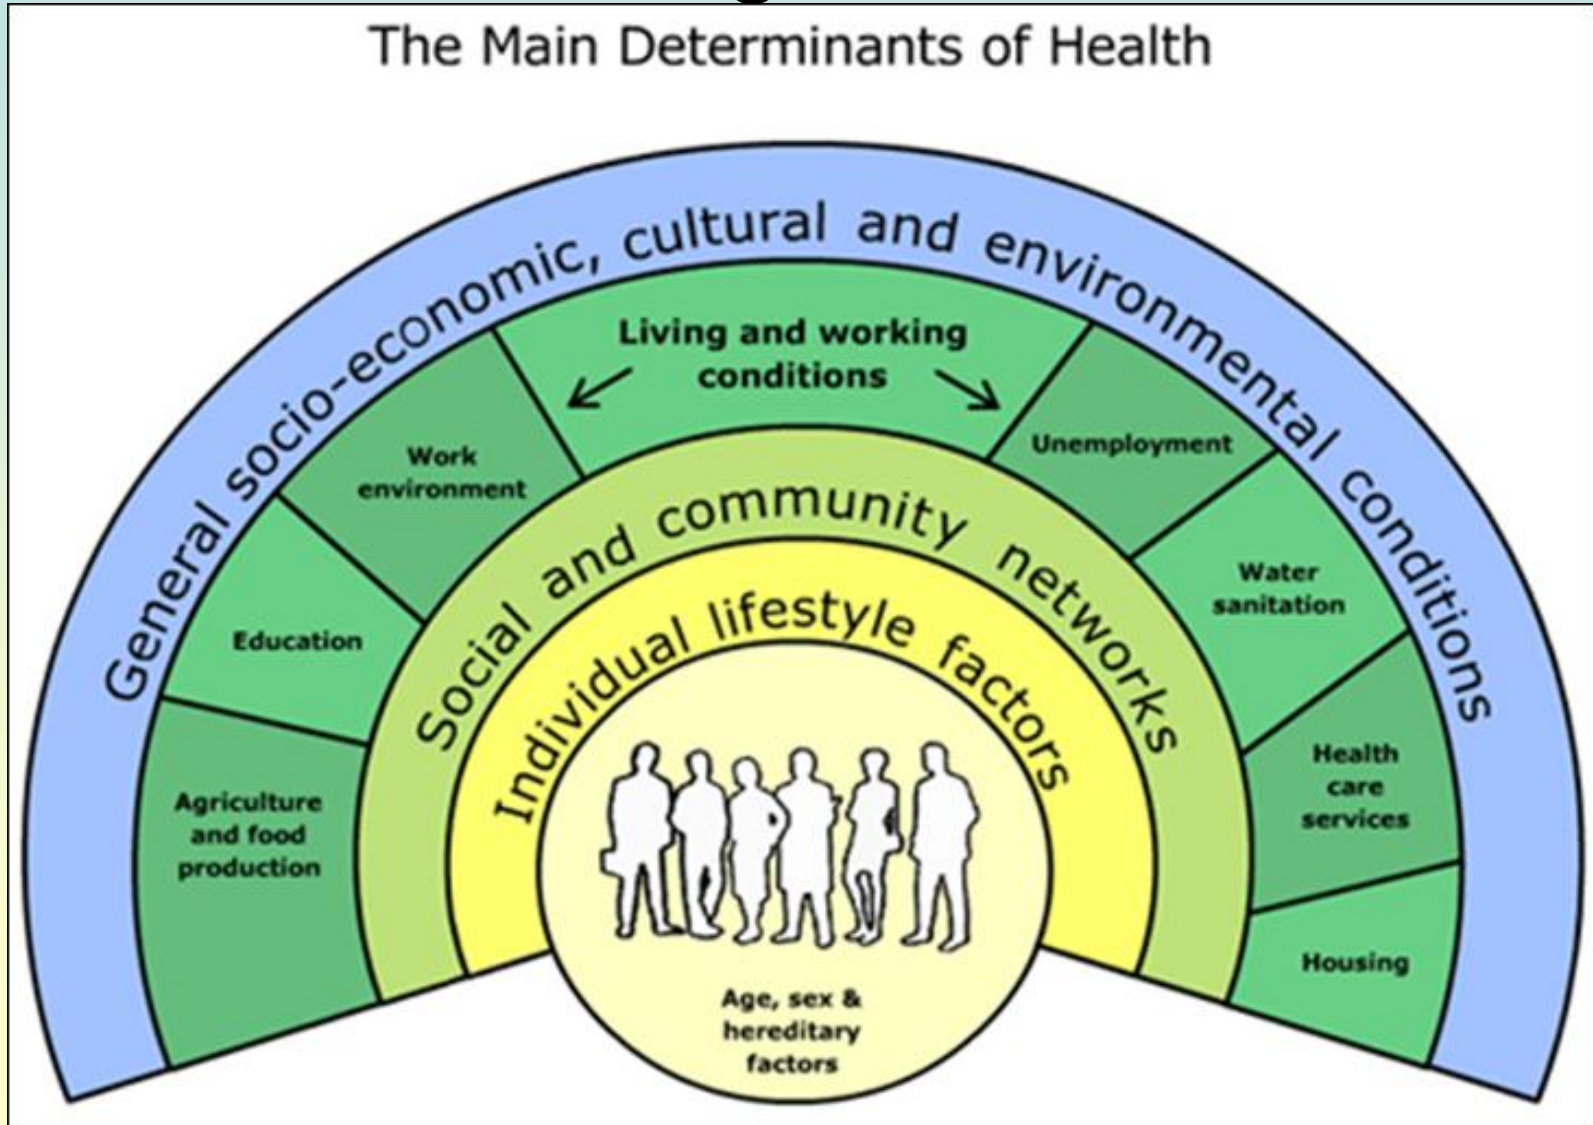 The Main Determinants of Health
General socio-economic, cultural and environmental conditions
Living and working
conditions
Work
environment
Unemployment
Education
Water
sanitation
Agriculture
and food
production
Health
care
services
Housing
Social and community networks
Individual lifestyle factors
Age, sex &
hereditary
factors